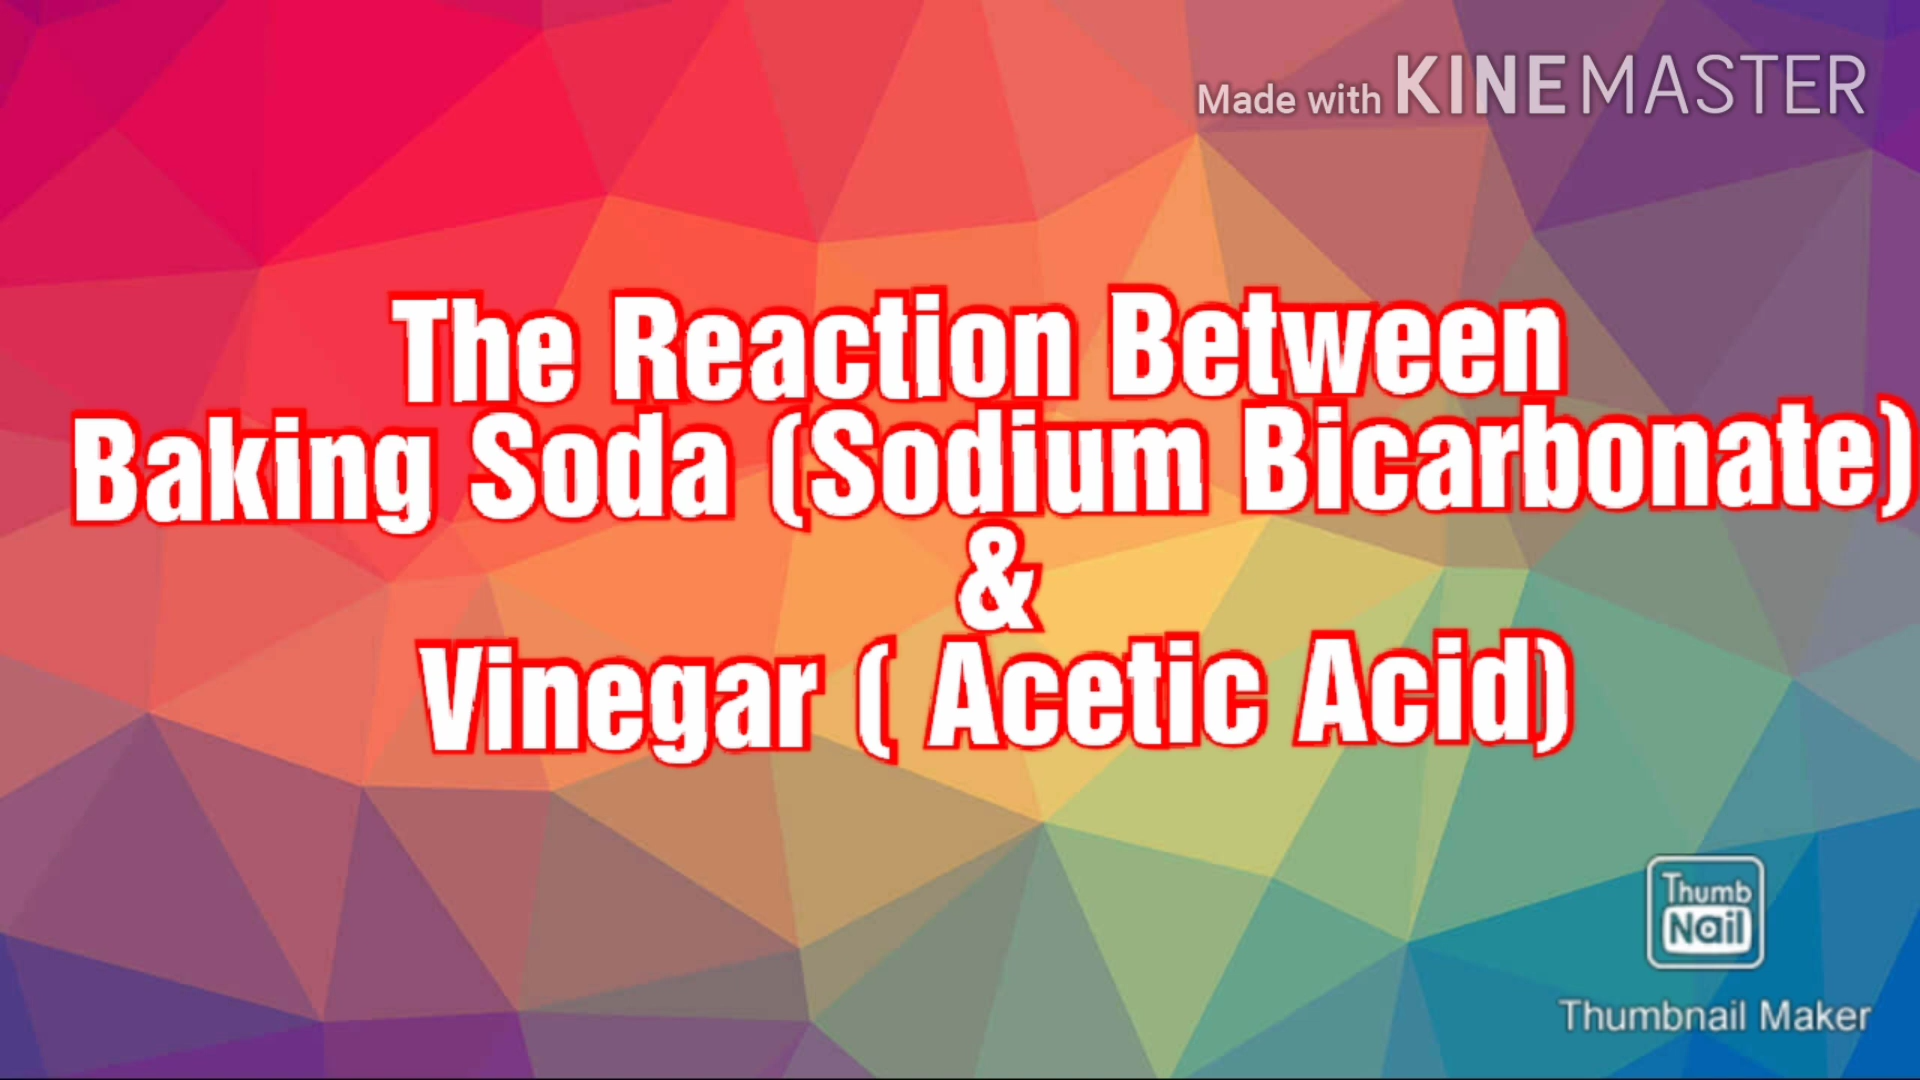 Made with KINEMASTER
The Reaction Between
Baking Soda (Sodium Bicarbonate)
&
Vinegar ( Acetic Acid)
Thumb
Nail
Thumbnail Maker